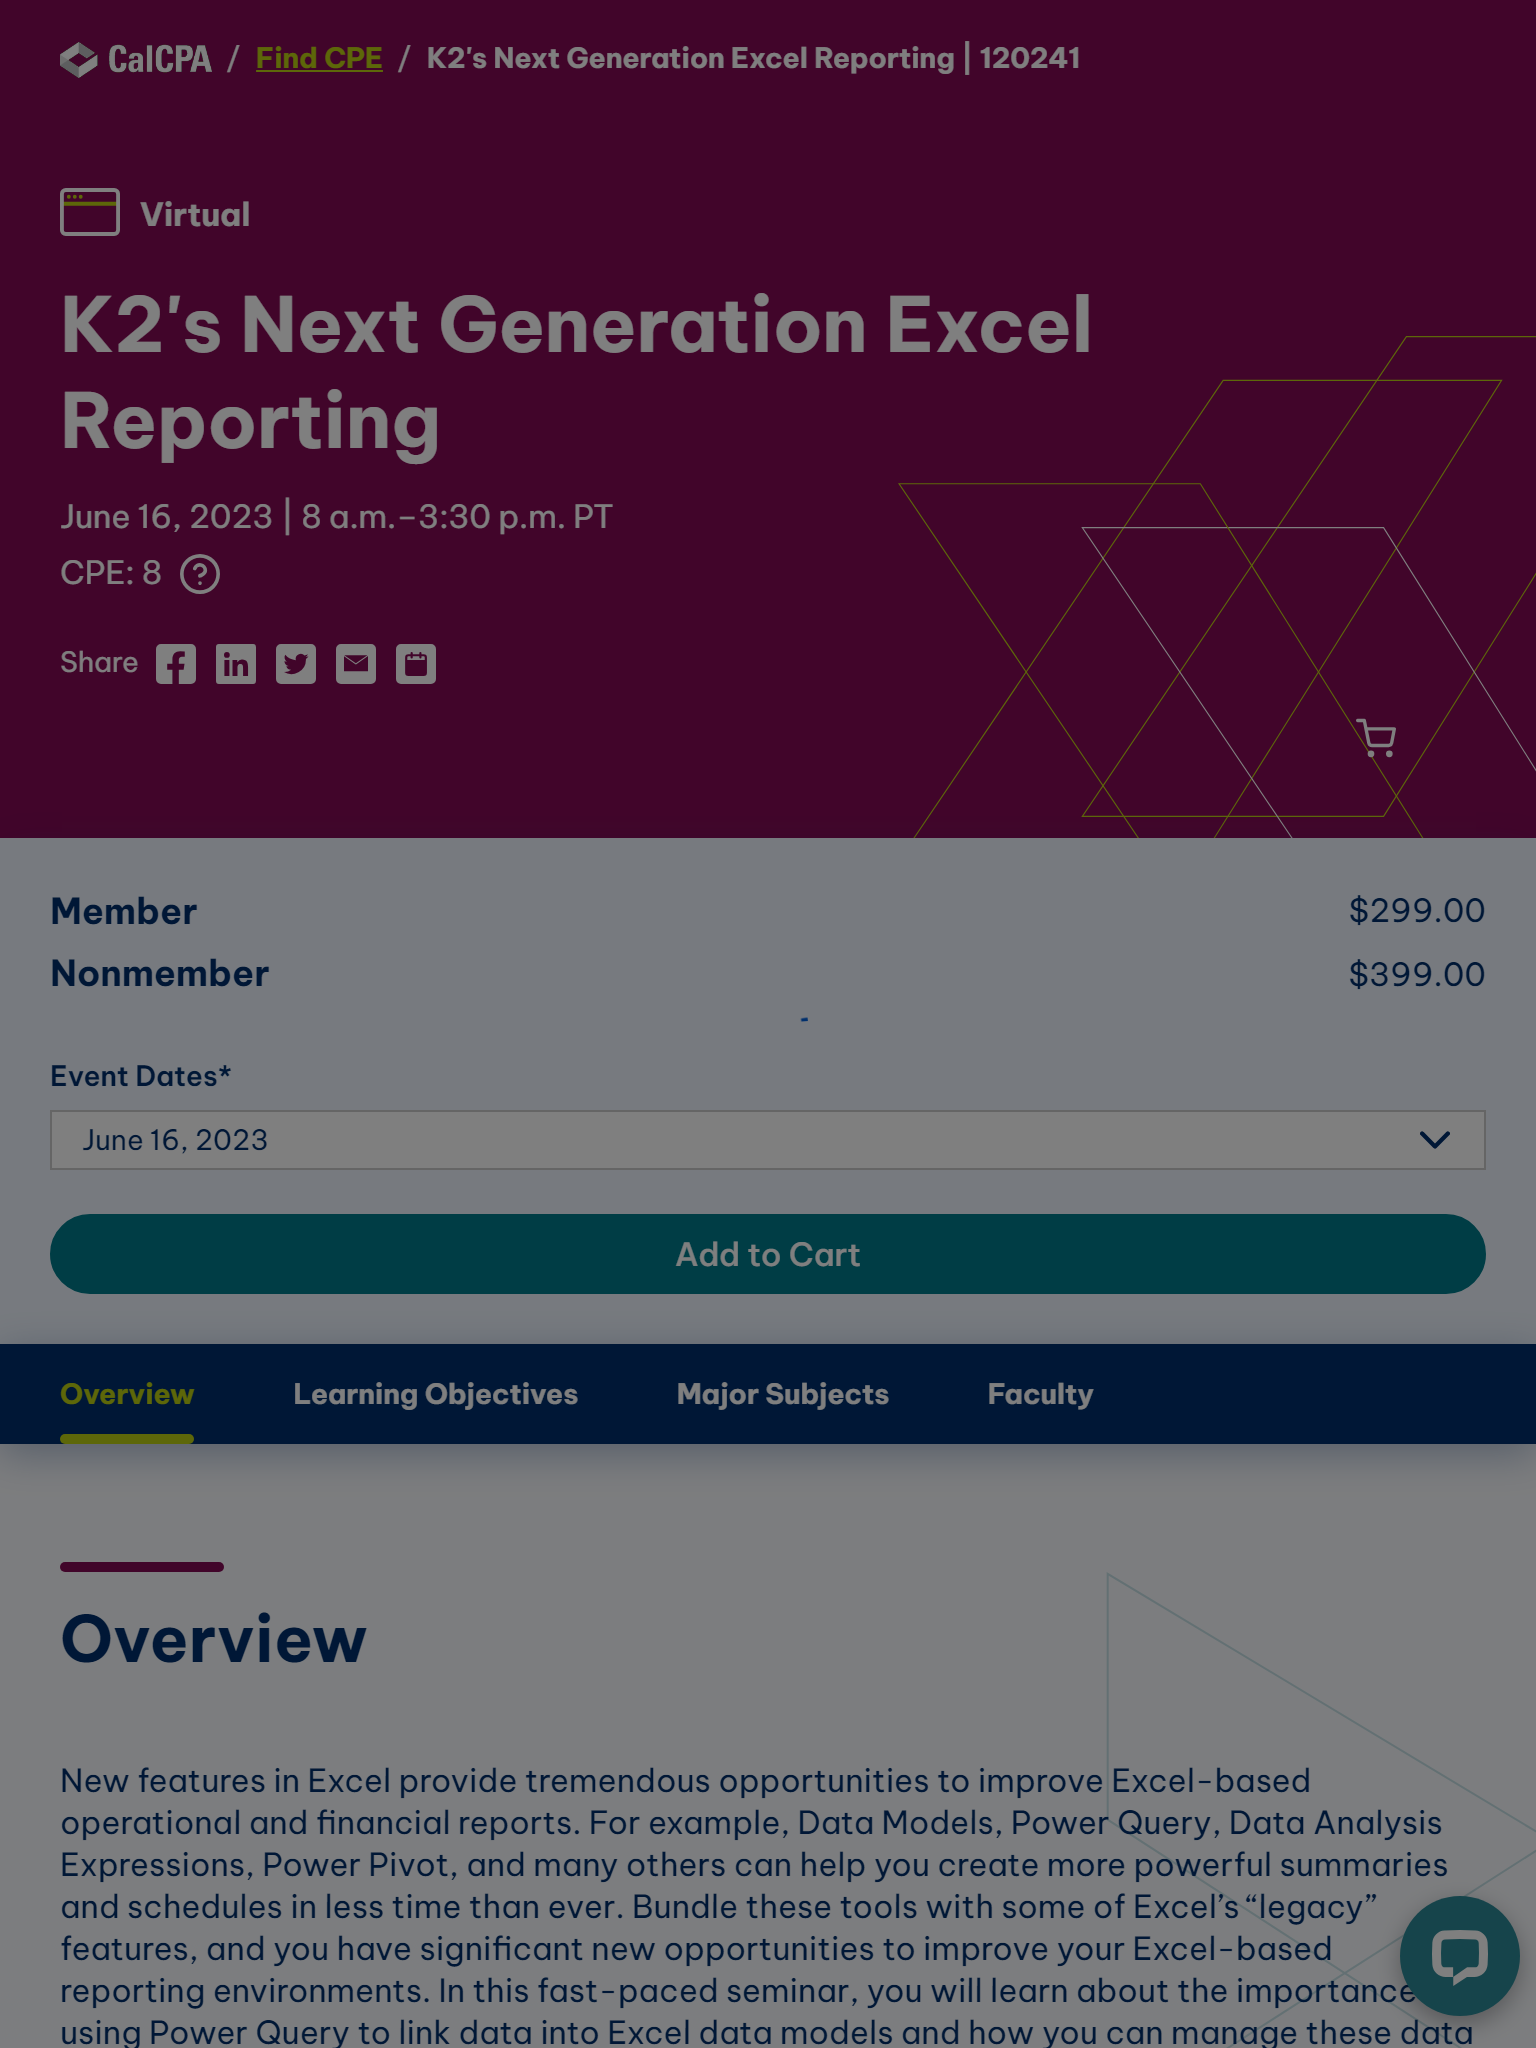 CalCPA / Find CPE / K2's Next Generation Excel Reporting | 120241
Virtual
K2's Next Generation Excel
Reporting
June 16, 2023 | 8 a.m.–3:30 p.m. PT
CPE: 8 ?
Share
Member $299.00
Nonmember $399.00
Event Dates*
June 16, 2023
Add to Cart
Overview Learning Objectives Major Subjects Faculty
Overview
New features in Excel provide tremendous opportunities to improve Excel-based
operational and financial reports. For example, Data Models, Power Query, Data Analysis
Expressions, Power Pivot, and many others can help you create more powerful summaries
and schedules in less time than ever. Bundle these tools with some of Excel’s “legacy”
features, and you have significant new opportunities to improve your Excel-based
reporting environments. In this fast-paced seminar, you will learn about the importance
using Power Query to link data into Excel data models and how you can manage these data